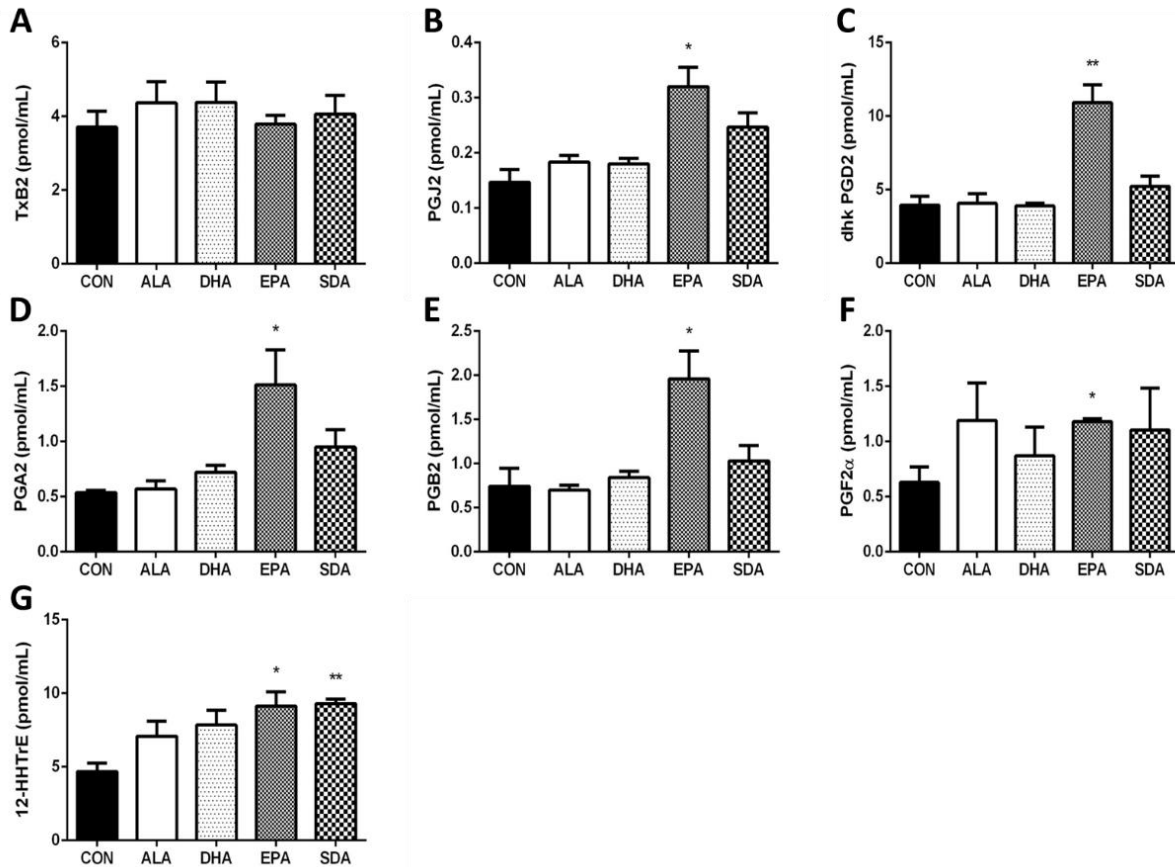 A
TxB2 (pmol/mL)
6
4
2
0
CON ALA DHA EPA SDA
B
PGJ2 (pmol/mL)
0.4
0.3
0.2
0.1
0.0
*
CON ALA DHA EPA SDA
C
dhk PGD2 (pmol/mL)
15
10
5
0
**
CON ALA DHA EPA SDA
D
PGA2 (pmol/mL)
2.0
1.5
1.0
0.5
0.0
*
CON ALA DHA EPA SDA
E
PGB2 (pmol/mL)
2.5
2.0
1.5
1.0
0.5
0.0
*
CON ALA DHA EPA SDA
F
PGF2α (pmol/mL)
2.0
1.5
1.0
0.5
0.0
*
CON ALA DHA EPA SDA
G
12-HHTrE (pmol/mL)
15
10
5
0
* **
CON ALA DHA EPA SDA